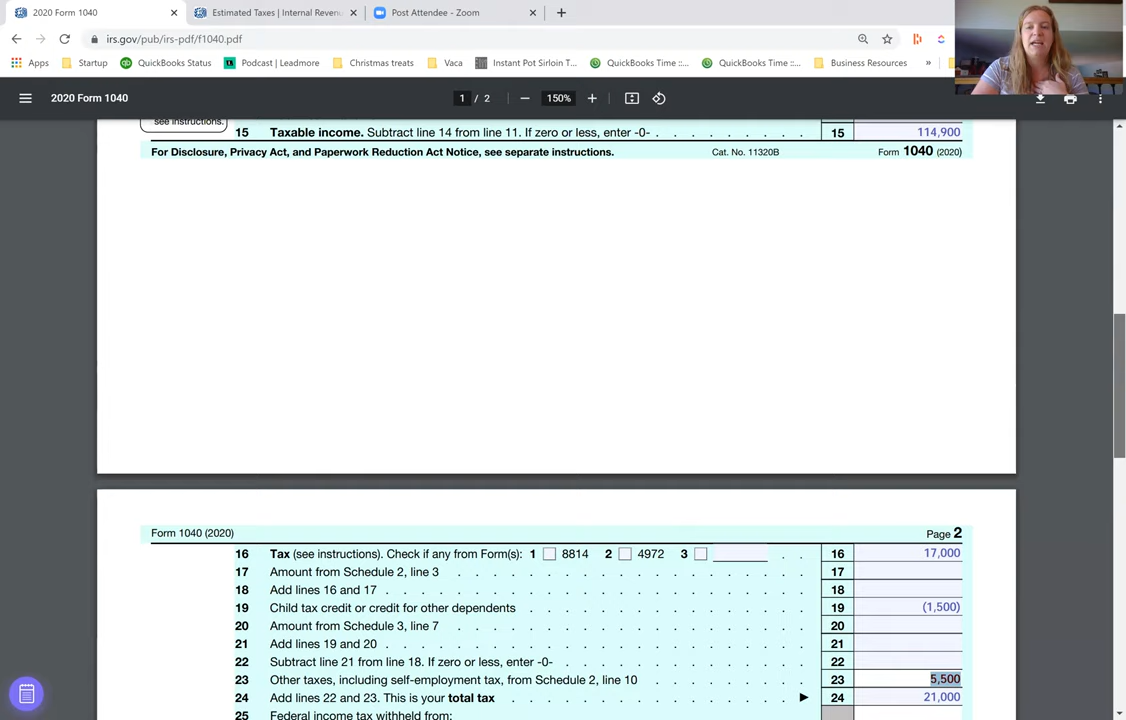 2020 Form 1040
Estimated Taxes | Internal Reven
Post Attendee - Zoom
irs.gov/pub/irs-pdf/f1040.pdf
Apps Startup QuickBooks Status Podcast | Leadmore Christmas treats Vaca Instant Pot Sirloin T... QuickBooks Time ::... QuickBooks Time ::... Business Resources »
2020 Form 1040 1 / 2 150%
see instructions.
15 Taxable income. Subtract line 14 from line 11. If zero or less, enter -0- . . . . . . . . 15 114,900
For Disclosure, Privacy Act, and Paperwork Reduction Act Notice, see separate instructions. Cat. No. 11320B Form 1040 (2020)
Form 1040 (2020) Page 2
16 Tax (see instructions). Check if any from Form(s): 1 8814 2 4972 3 . . 16 17,000
17 Amount from Schedule 2, line 3 . . . . . . . . . . . . . . . . . . . . 17
18 Add lines 16 and 17 . . . . . . . . . . . . . . . . . . . . . . . 18
19 Child tax credit or credit for other dependents . . . . . . . . . . . . . . . 19 (1,500)
20 Amount from Schedule 3, line 7 . . . . . . . . . . . . . . . . . . . . 20
21 Add lines 19 and 20 . . . . . . . . . . . . . . . . . . . . . . . 21
22 Subtract line 21 from line 18. If zero or less, enter -0- . . . . . . . . . . . . . 22
23 Other taxes, including self-employment tax, from Schedule 2, line 10 . . . . . . . . 23 5,500
24 Add lines 22 and 23. This is your total tax . . . . . . . . . . . . . . . ▶ 24 21,000
25 Federal income tax withheld from: